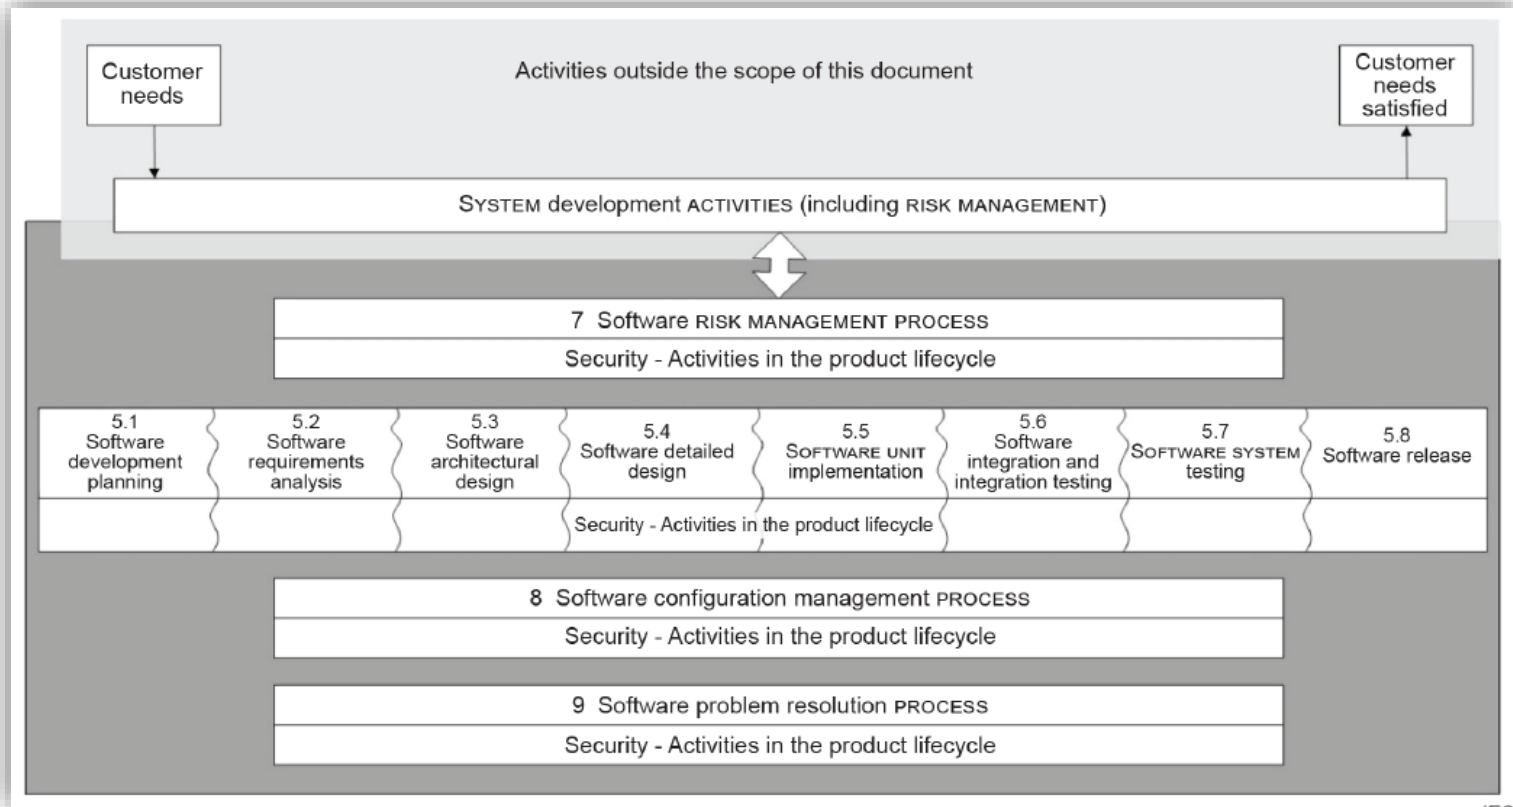 Customer
needs
Activities outside the scope of this document
Customer
needs
satisfied
SYSTEM development ACTIVITIES (including RISK MANAGEMENT)
7 Software RISK MANAGEMENT PROCESS
Security - Activities in the product lifecycle
5.1
Software
development
planning
5.2
Software
requirements
analysis
5.3
Software
architectural
design
5.4
Software detailed
design
5.5
SOFTWARE UNIT
implementation
5.6
Software
integration and
integration testing
5.7
SOFTWARE SYSTEM
testing
5.8
Software release
Security - Activities in the product lifecycle
8 Software configuration management PROCESS
Security - Activities in the product lifecycle
9 Software problem resolution PROCESS
Security - Activities in the product lifecycle